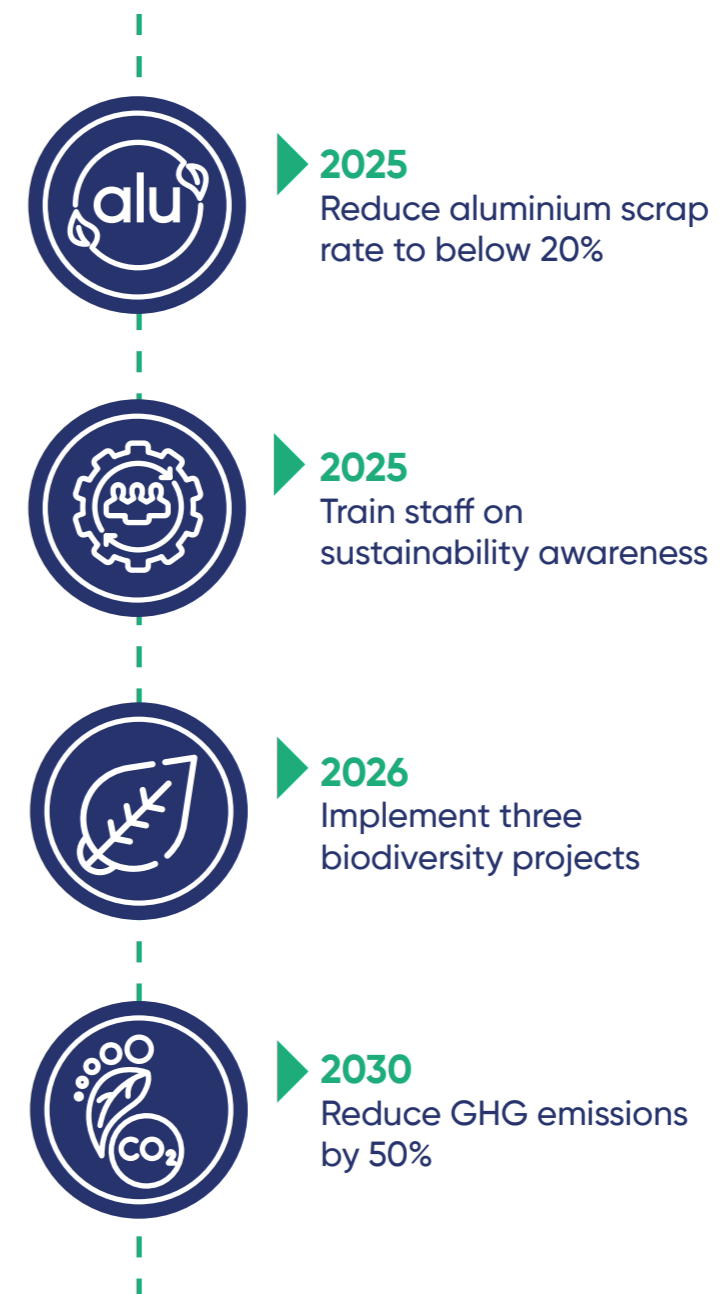 alu
2025
Reduce aluminium scrap
rate to below 20%
2025
Train staff on
sustainability awareness
2026
Implement three
biodiversity projects
CO₂
2030
Reduce GHG emissions
by 50%